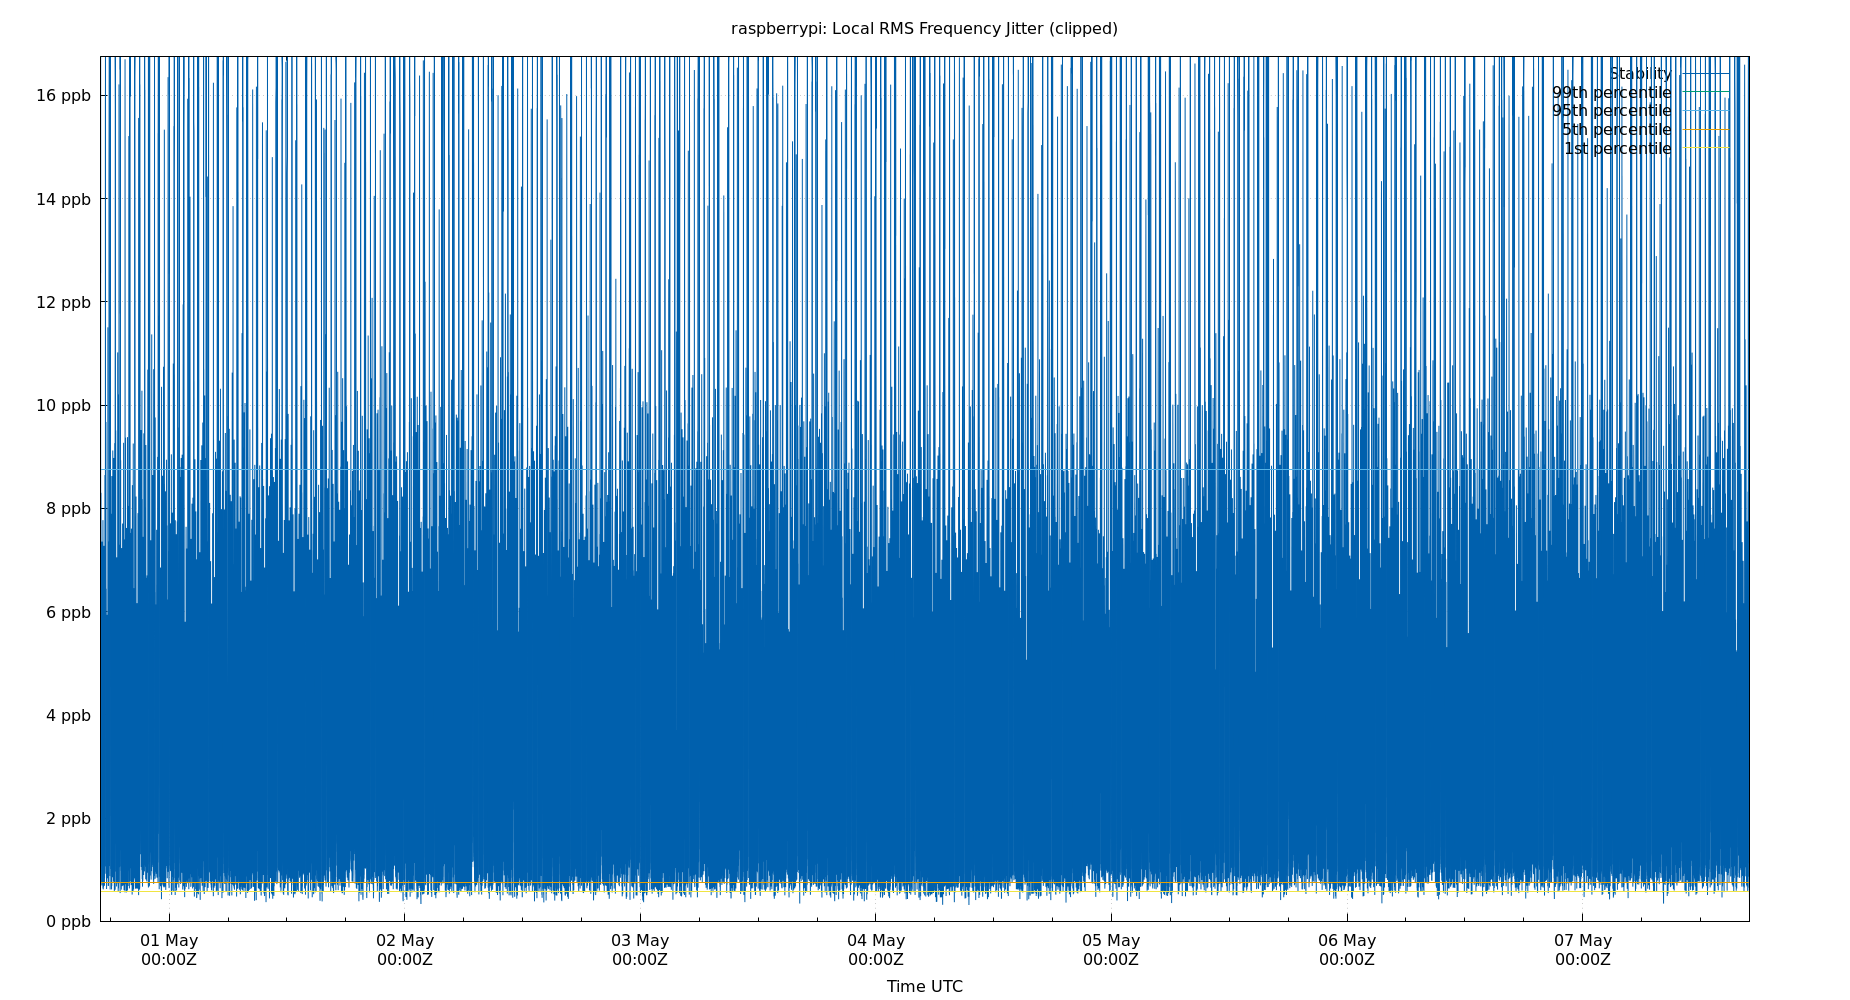 raspberrypi: Local RMS Frequency Jitter (clipped)
Stability
99th percentile
95th percentile
5th percentile
1st percentile
16 ppb
14 ppb
12 ppb
10 ppb
8 ppb
6 ppb
4 ppb
2 ppb
0 ppb
01 May 02 May 03 May 04 May 05 May 06 May 07 May
00:00Z 00:00Z 00:00Z 00:00Z 00:00Z 00:00Z 00:00Z
Time UTC